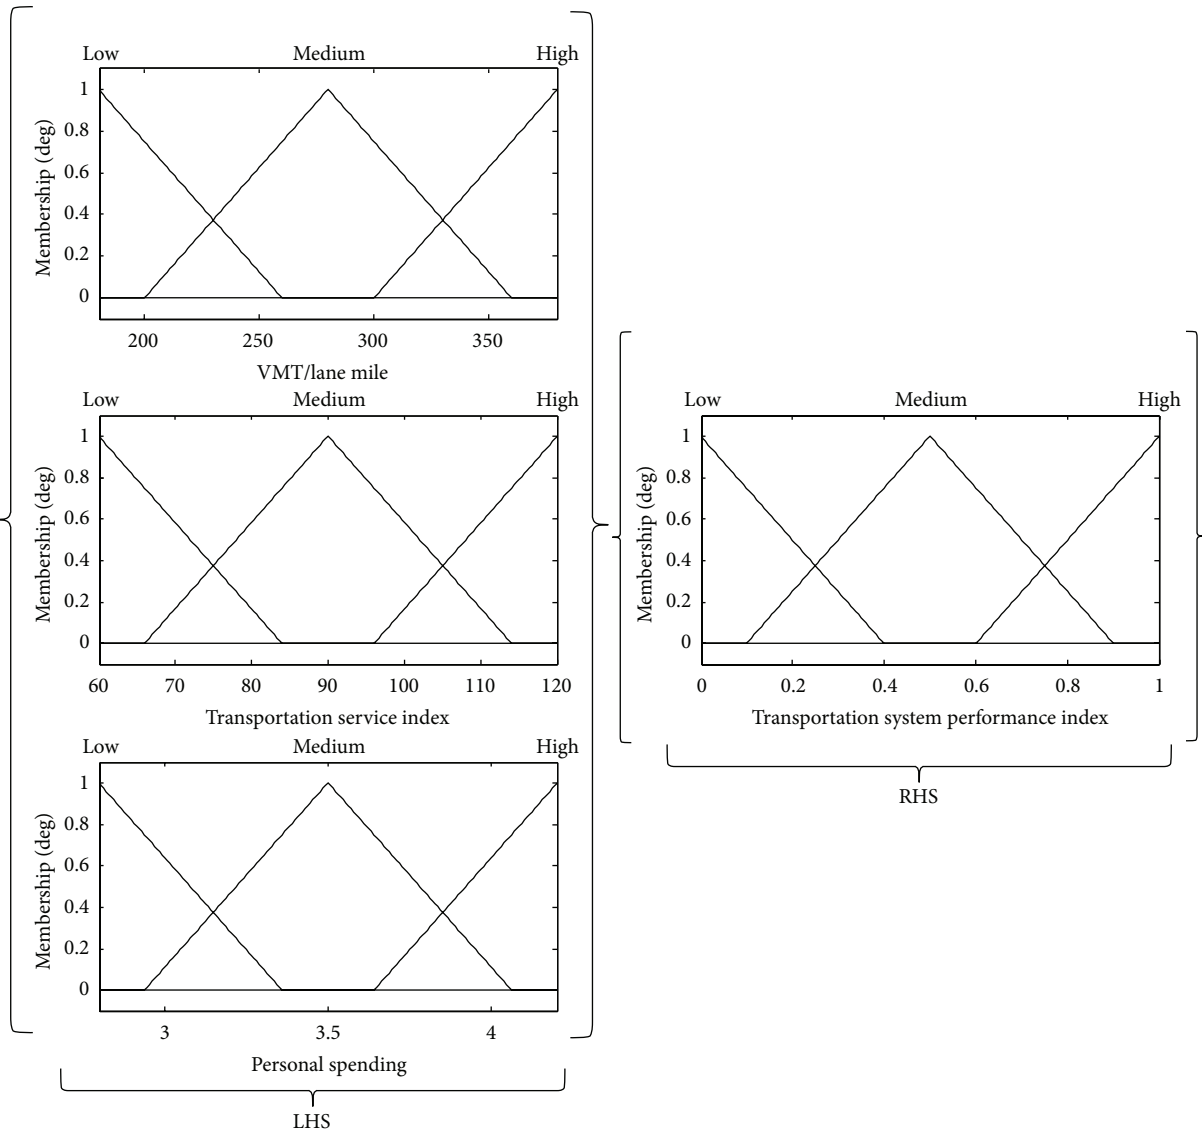 Low Medium High
1
0.8
0.6
0.4
0.2
0
Membership (deg)
200 250 300 350
VMT/lane mile
Low Medium High
1
0.8
0.6
0.4
0.2
0
Membership (deg)
60 70 80 90 100 110 120
Transportation service index
Low Medium High
1
0.8
0.6
0.4
0.2
0
Membership (deg)
3 3.5 4
Personal spending
LHS
Low Medium High
1
0.8
0.6
0.4
0.2
0
Membership (deg)
0 0.2 0.4 0.6 0.8 1
Transportation system performance index
RHS